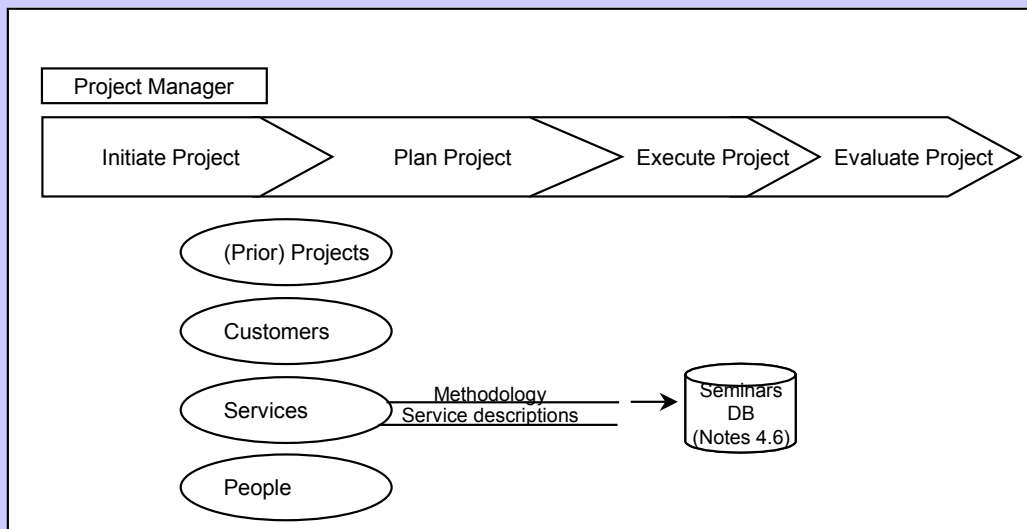 Project Manager
Initiate Project
Plan Project
Execute Project
Evaluate Project
(Prior) Projects
Customers
Services
Methodology
Service descriptions
Seminars
DB
(Notes 4.6)
People